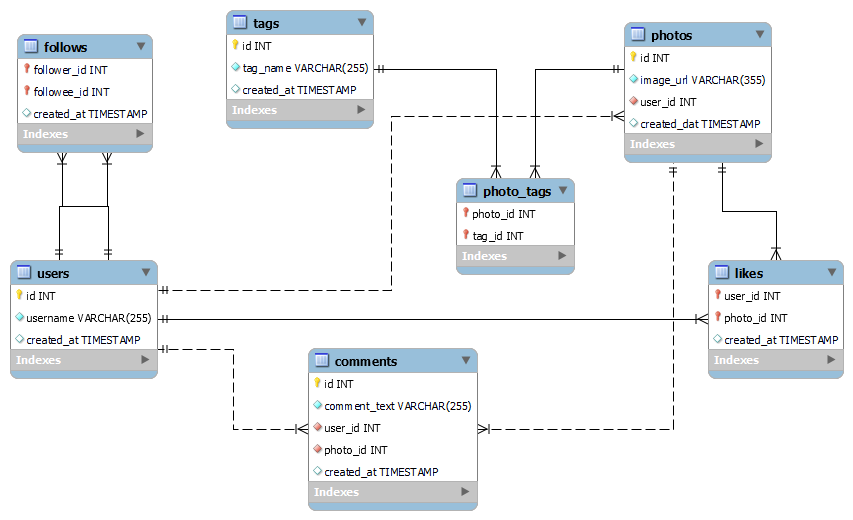 follows
follower_id INT
followee_id INT
created_at TIMESTAMP
Indexes
tags
id INT
tag_name VARCHAR(255)
created_at TIMESTAMP
Indexes
photos
id INT
image_url VARCHAR(355)
user_id INT
created_dat TIMESTAMP
Indexes
photo_tags
photo_id INT
tag_id INT
Indexes
users
id INT
username VARCHAR(255)
created_at TIMESTAMP
Indexes
likes
user_id INT
photo_id INT
created_at TIMESTAMP
Indexes
comments
id INT
comment_text VARCHAR(255)
user_id INT
photo_id INT
created_at TIMESTAMP
Indexes